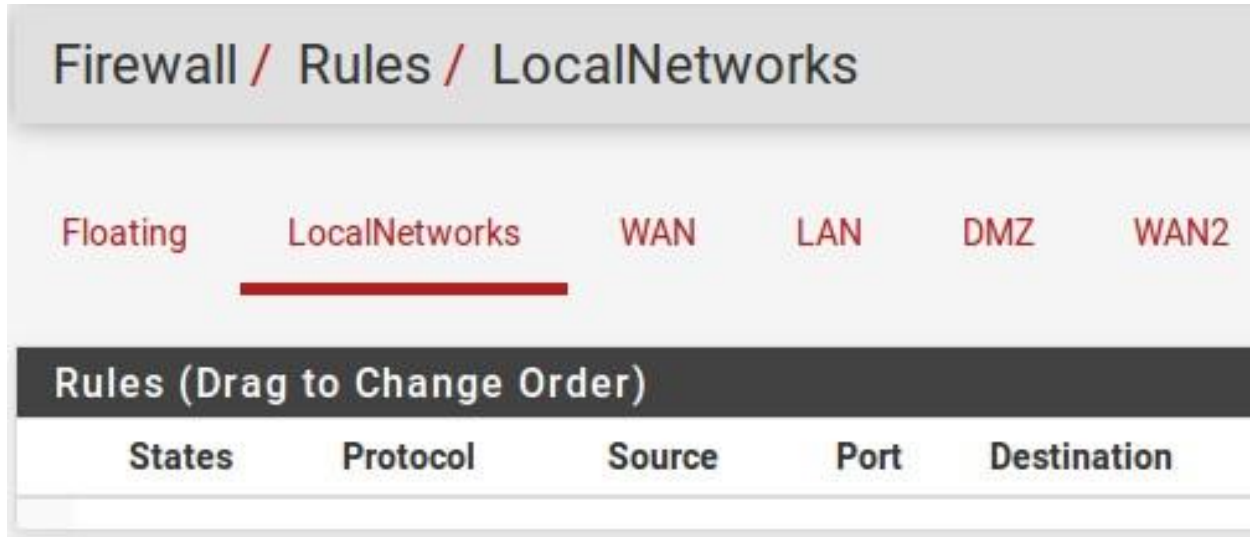 Firewall / Rules / LocalNetworks
Floating LocalNetworks WAN LAN DMZ WAN2
Rules (Drag to Change Order)
States Protocol Source Port Destination